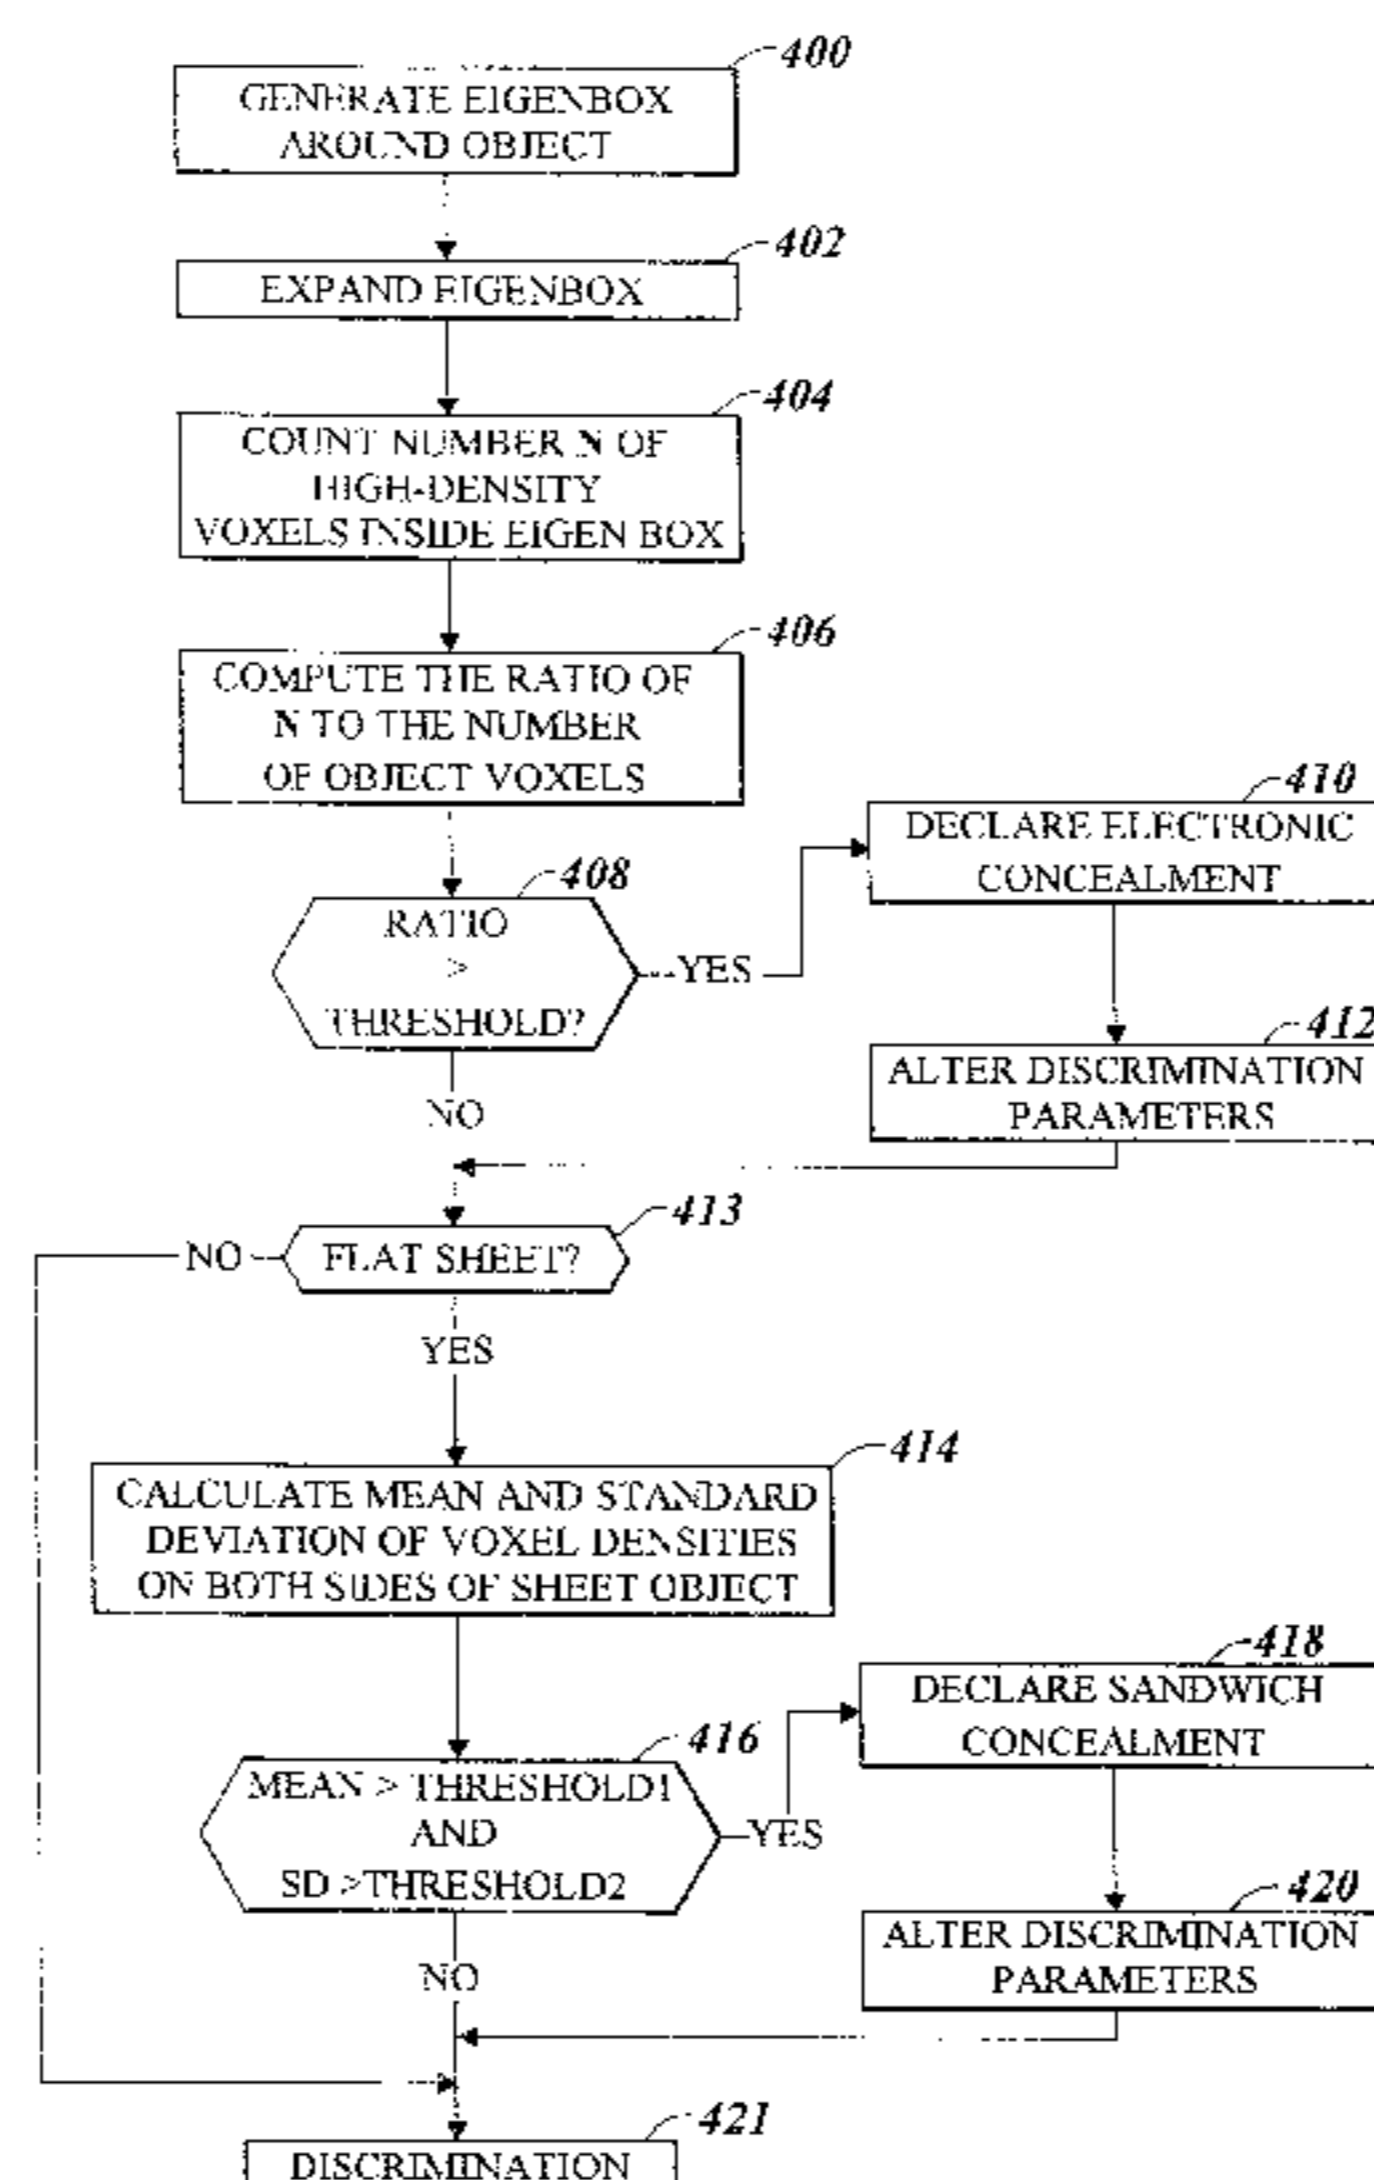 400
GENERATE EIGENBOX
AROUND OBJECT
402
EXPAND EIGENBOX
404
COUNT NUMBER N OF
HIGH-DENSITY
VOXELS INSIDE EIGEN BOX
406
COMPUTE THE RATIO OF
N TO THE NUMBER
OF OBJECT VOXELS
410
DECLARE ELECTRONIC
CONCEALMENT
408
RATIO
>
THRESHOLD?
YES
NO
412
ALTER DISCRIMINATION
PARAMETERS
413
NO
FLAT SHEET?
YES
414
CALCULATE MEAN AND STANDARD
DEVIATION OF VOXEL DENSITIES
ON BOTH SIDES OF SHEET OBJECT
418
DECLARE SANDWICH
CONCEALMENT
416
MEAN > THRESHOLD1
AND
SD >THRESHOLD2
YES
NO
420
ALTER DISCRIMINATION
PARAMETERS
421
DISCRIMINATION